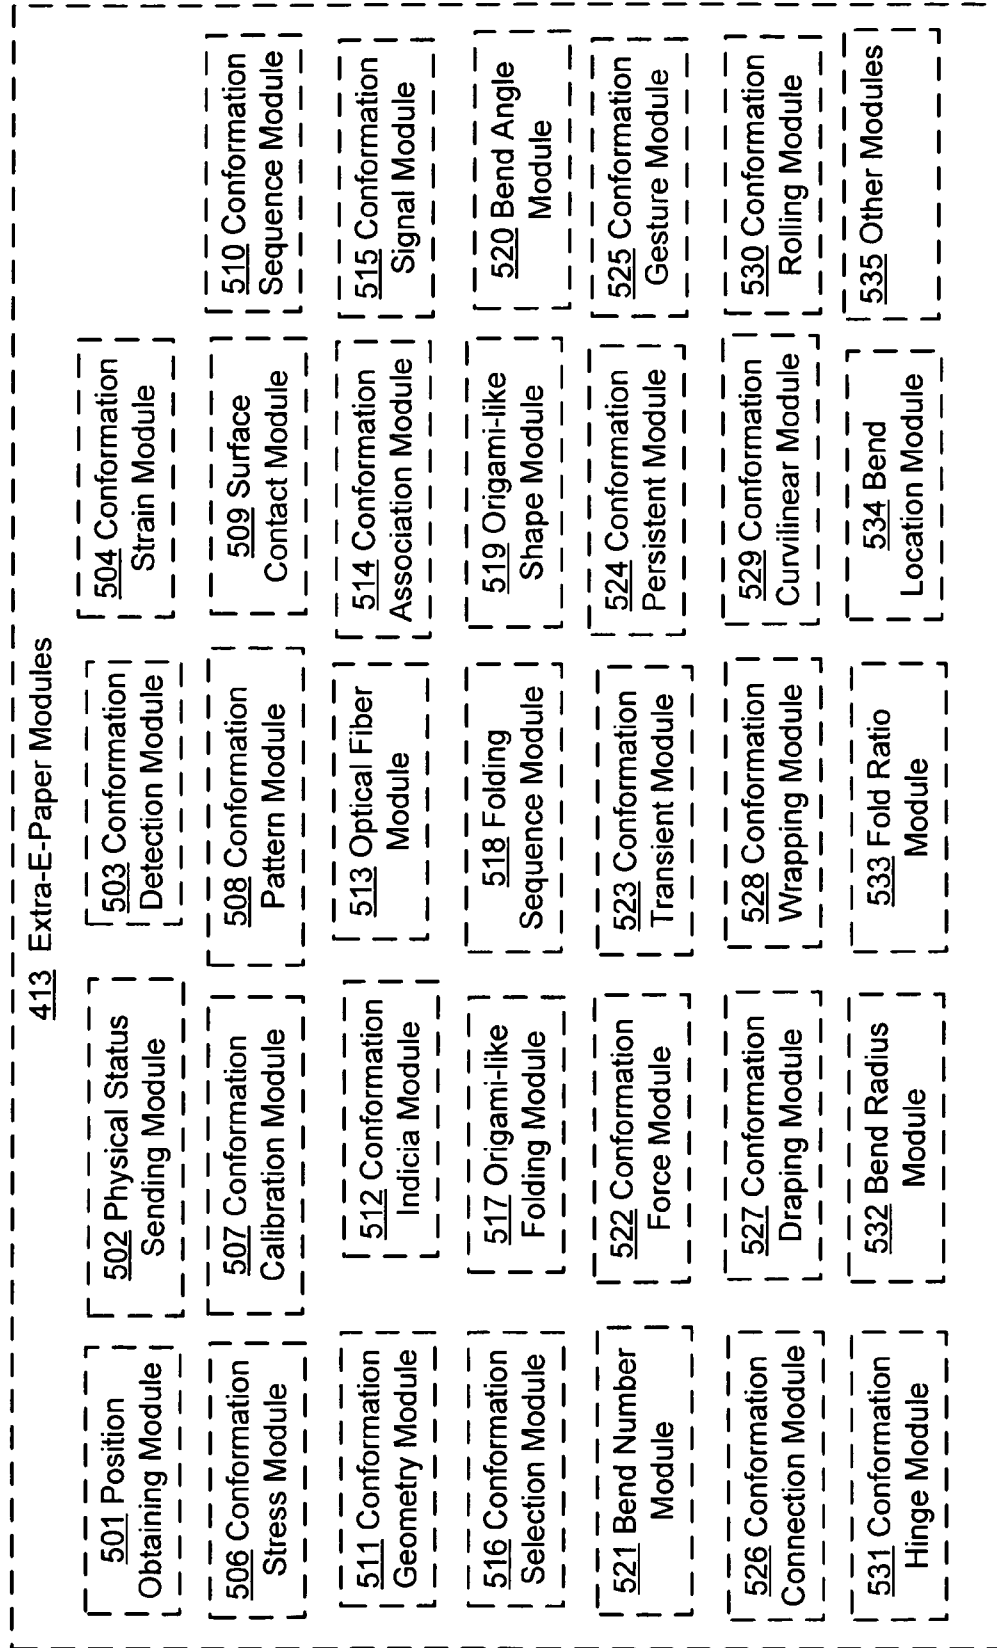 413 Extra-E-Paper Modules
501 Position
Obtaining Module
502 Physical Status
Sending Module
503 Conformation
Detection Module
504 Conformation
Strain Module
506 Conformation
Stress Module
507 Conformation
Calibration Module
508 Conformation
Pattern Module
509 Surface
Contact Module
510 Conformation
Sequence Module
511 Conformation
Geometry Module
512 Conformation
Indicia Module
513 Optical Fiber
Module
514 Conformation
Association Module
515 Conformation
Signal Module
516 Conformation
Selection Module
517 Origami-like
Folding Module
518 Folding
Sequence Module
519 Origami-like
Shape Module
520 Bend Angle
Module
521 Bend Number
Module
522 Conformation
Force Module
523 Conformation
Transient Module
524 Conformation
Persistent Module
525 Conformation
Gesture Module
526 Conformation
Connection Module
527 Conformation
Draping Module
528 Conformation
Wrapping Module
529 Conformation
Curvilinear Module
530 Conformation
Rolling Module
531 Conformation
Hinge Module
532 Bend Radius
Module
533 Fold Ratio
Module
534 Bend
Location Module
535 Other Modules